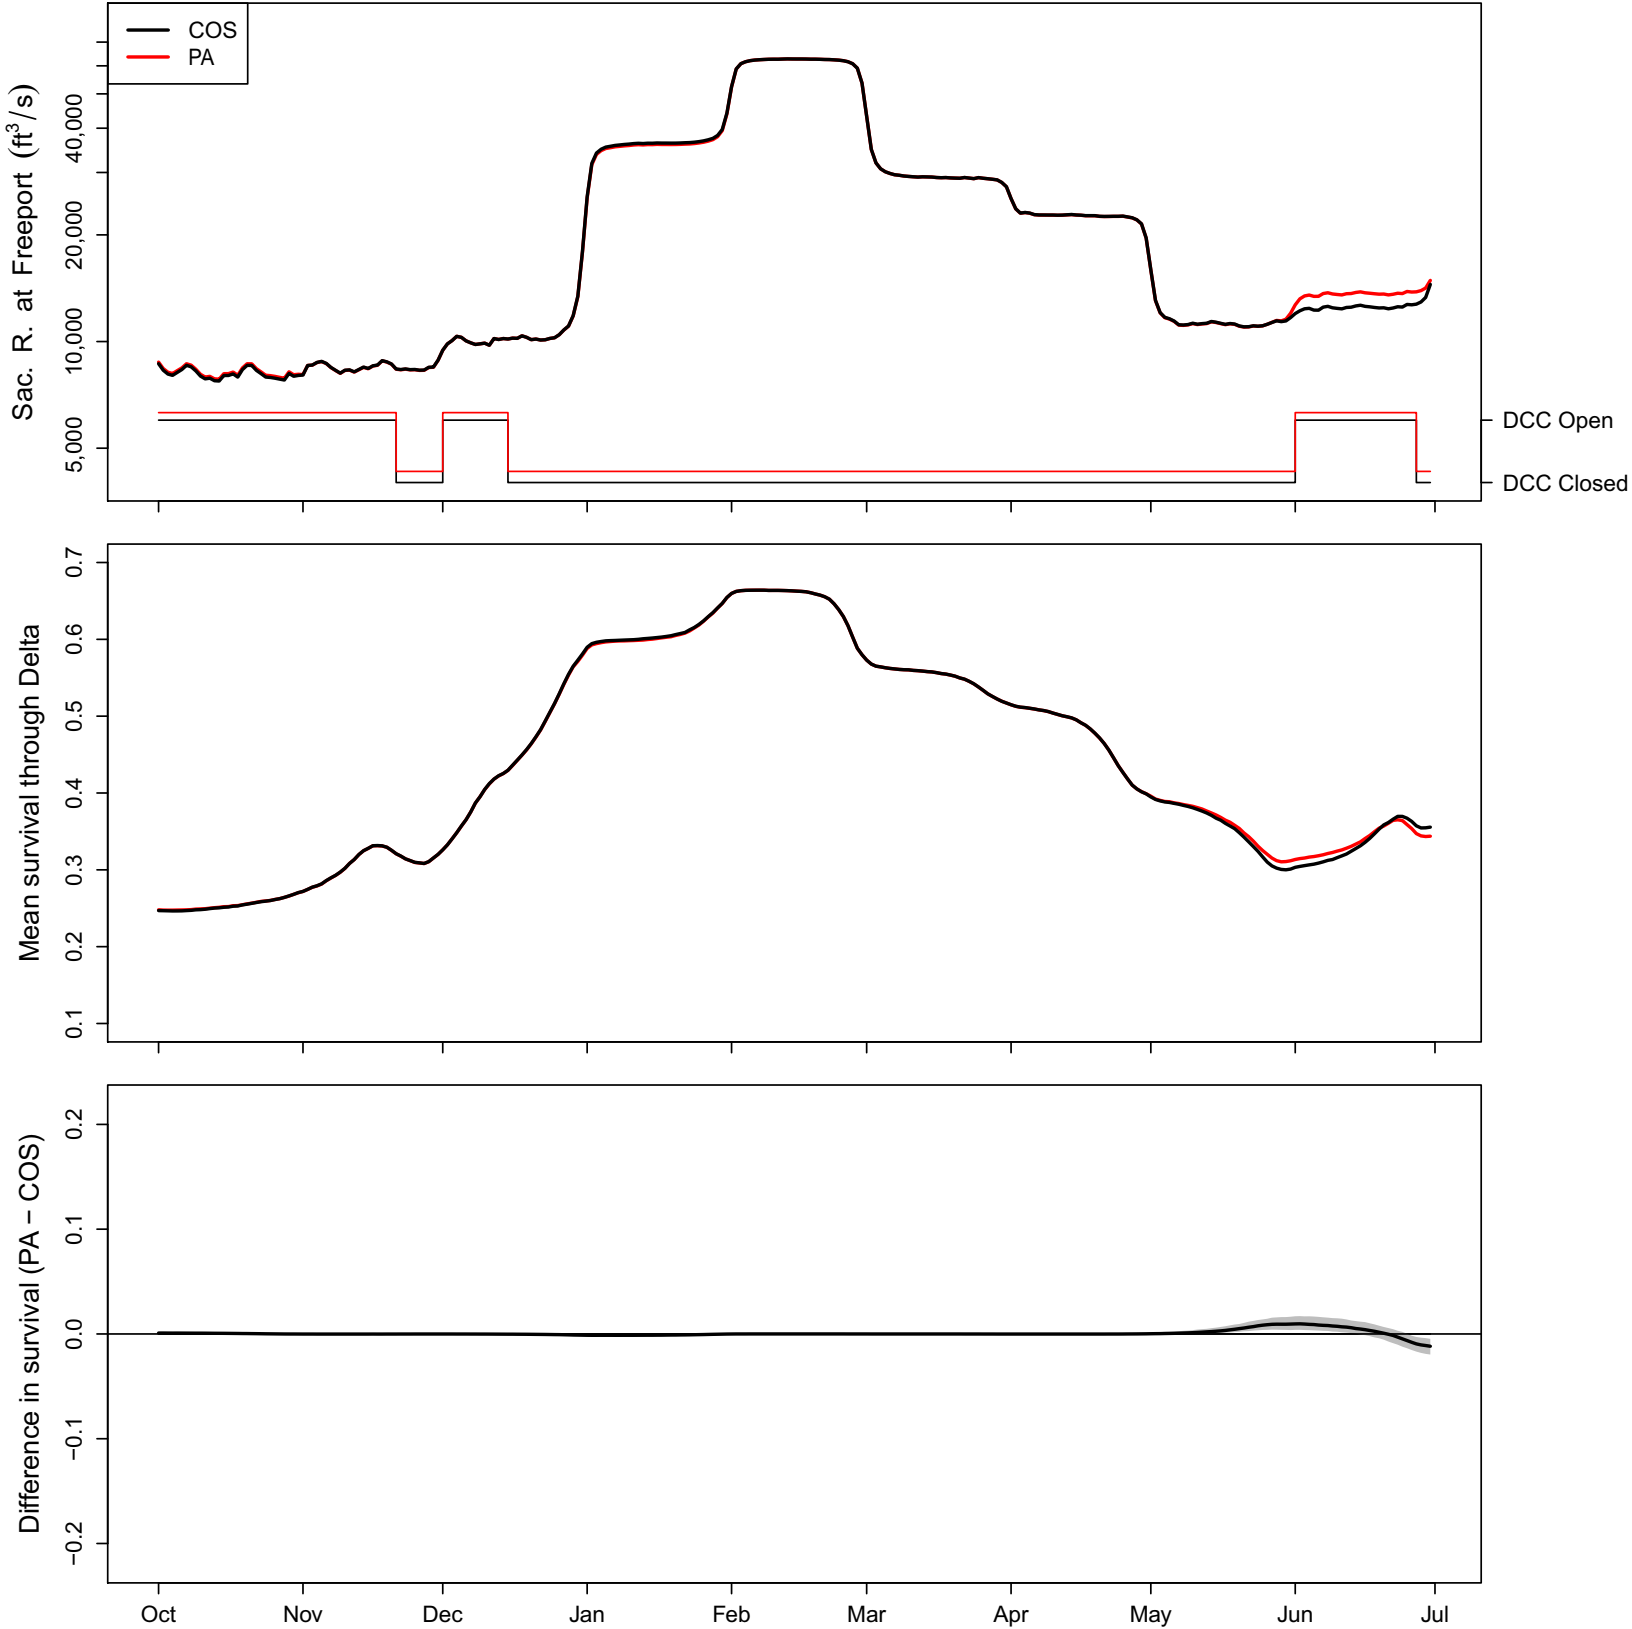 COS
PA
Sac. R. at Freeport (ft³/s)
40,000
20,000
10,000
5,000
DCC Open
DCC Closed
Mean survival through Delta
0.7
0.6
0.5
0.4
0.3
0.2
0.1
Difference in survival (PA − COS)
0.2
0.1
0.0
−0.1
−0.2
Oct Nov Dec Jan Feb Mar Apr May Jun Jul